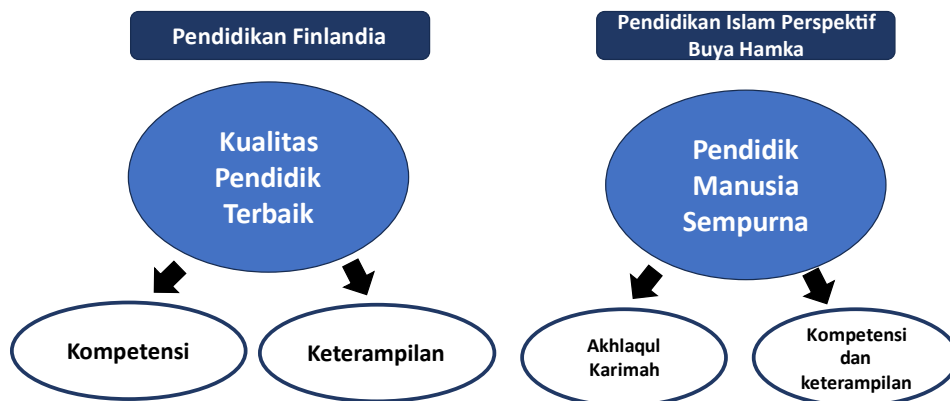 Pendidikan Finlandia
Kualitas
Pendidik
Terbaik
Kompetensi
Keterampilan
Pendidikan Islam Perspektif
Buya Hamka
Pendidik
Manusia
Sempurna
Akhlaqul
Karimah
Kompetensi
dan
keterampilan